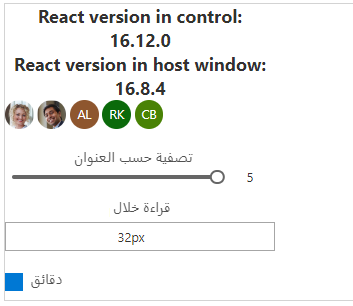 React version in control:
16.12.0
React version in host window:
16.8.4
AL RK CB
تصفية حسب العنوان
5
قراءة خلال
32px
دقائق